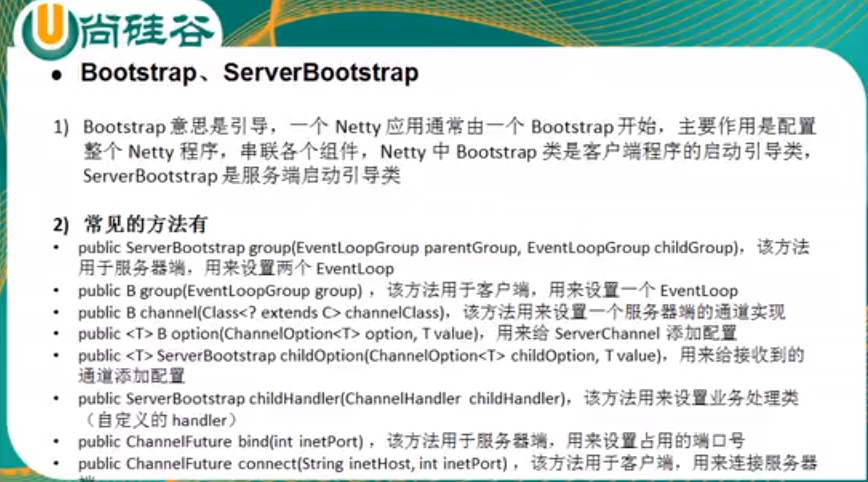 尚硅谷
• Bootstrap、ServerBootstrap
1) Bootstrap 意思是引导，一个 Netty 应用通常由一个 Bootstrap 开始，主要作用是配置
整个 Netty 程序，串联各个组件，Netty 中 Bootstrap 类是客户端程序的启动引导类，
ServerBootstrap 是服务端启动引导类
2) 常见的方法有
• public ServerBootstrap group(EventLoopGroup parentGroup, EventLoopGroup childGroup)，该方法
用于服务器端，用来设置两个 EventLoop
• public B group(EventLoopGroup group) ，该方法用于客户端，用来设置一个 EventLoop
• public B channel(Class<? extends C> channelClass)，该方法用来设置一个服务器端的通道实现
• public <T> B option(ChannelOption<T> option, T value)，用来给 ServerChannel 添加配置
• public <T> ServerBootstrap childOption(ChannelOption<T> childOption, T value)，用来给接收到的
通道添加配置
• public ServerBootstrap childHandler(ChannelHandler childHandler)，该方法用来设置业务处理类
（自定义的 handler）
• public ChannelFuture bind(int inetPort) ，该方法用于服务器端，用来设置占用的端口号
• public ChannelFuture connect(String inetHost, int inetPort) ，该方法用于客户端，用来连接服务器